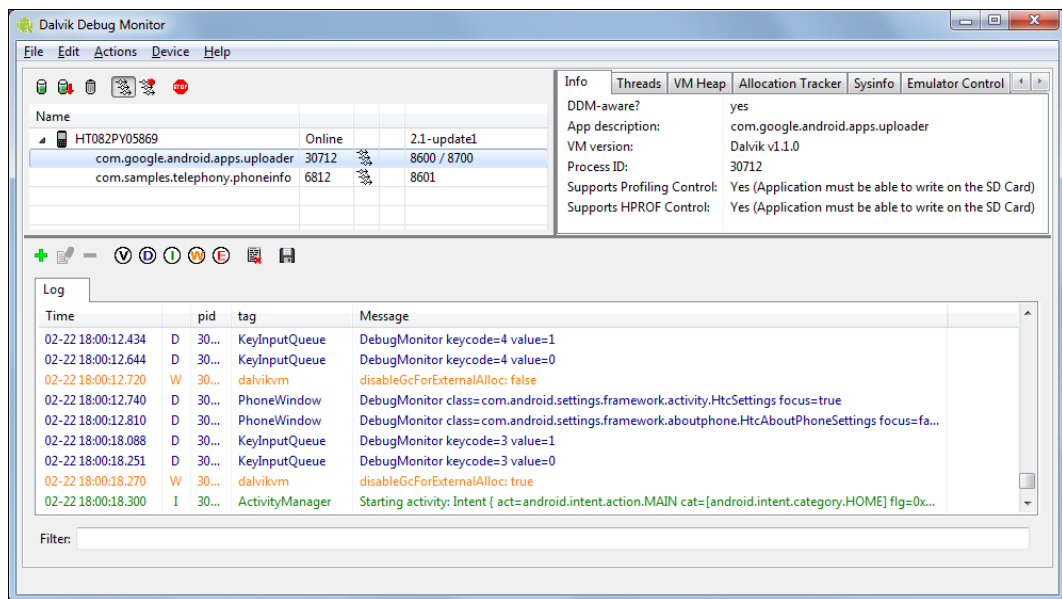 Dalvik Debug Monitor
File Edit Actions Device Help
STOP
Name
HT082PY05869 Online 2.1-update1
com.google.android.apps.uploader 30712 8600 / 8700
com.samples.telephony.phoneinfo 6812 8601
Info Threads VM Heap Allocation Tracker Sysinfo Emulator Control
DDM-aware? yes
App description: com.google.android.apps.uploader
VM version: Dalvik v1.1.0
Process ID: 30712
Supports Profiling Control: Yes (Application must be able to write on the SD Card)
Supports HPROF Control: Yes (Application must be able to write on the SD Card)
V D I W E
Log
Time pid tag Message
02-22 18:00:12.434 D 30... KeyInputQueue DebugMonitor keycode=4 value=1
02-22 18:00:12.644 D 30... KeyInputQueue DebugMonitor keycode=4 value=0
02-22 18:00:12.720 W 30... dalvikvm disableGcForExternalAlloc: false
02-22 18:00:12.740 D 30... PhoneWindow DebugMonitor class=com.android.settings.framework.activity.HtcSettings focus=true
02-22 18:00:12.810 D 30... PhoneWindow DebugMonitor class=com.android.settings.framework.aboutphone.HtcAboutPhoneSettings focus=fa...
02-22 18:00:18.088 D 30... KeyInputQueue DebugMonitor keycode=3 value=1
02-22 18:00:18.251 D 30... KeyInputQueue DebugMonitor keycode=3 value=0
02-22 18:00:18.270 W 30... dalvikvm disableGcForExternalAlloc: true
02-22 18:00:18.300 I 30... ActivityManager Starting activity: Intent { act=android.intent.action.MAIN cat=[android.intent.category.HOME] flg=0x...
Filter: